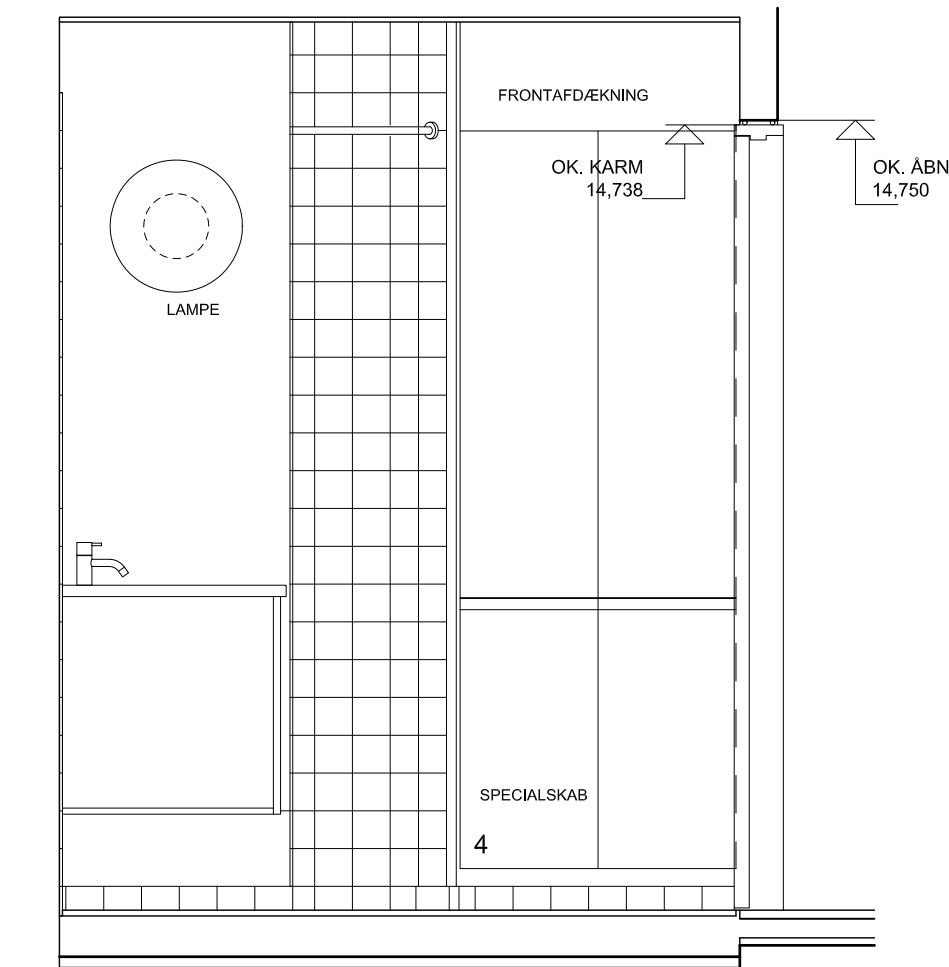 FRONTAFDÆKNING
OK. KARM
14,738
OK. ÅBN
14,750
LAMPE
SPECIALSKAB
4